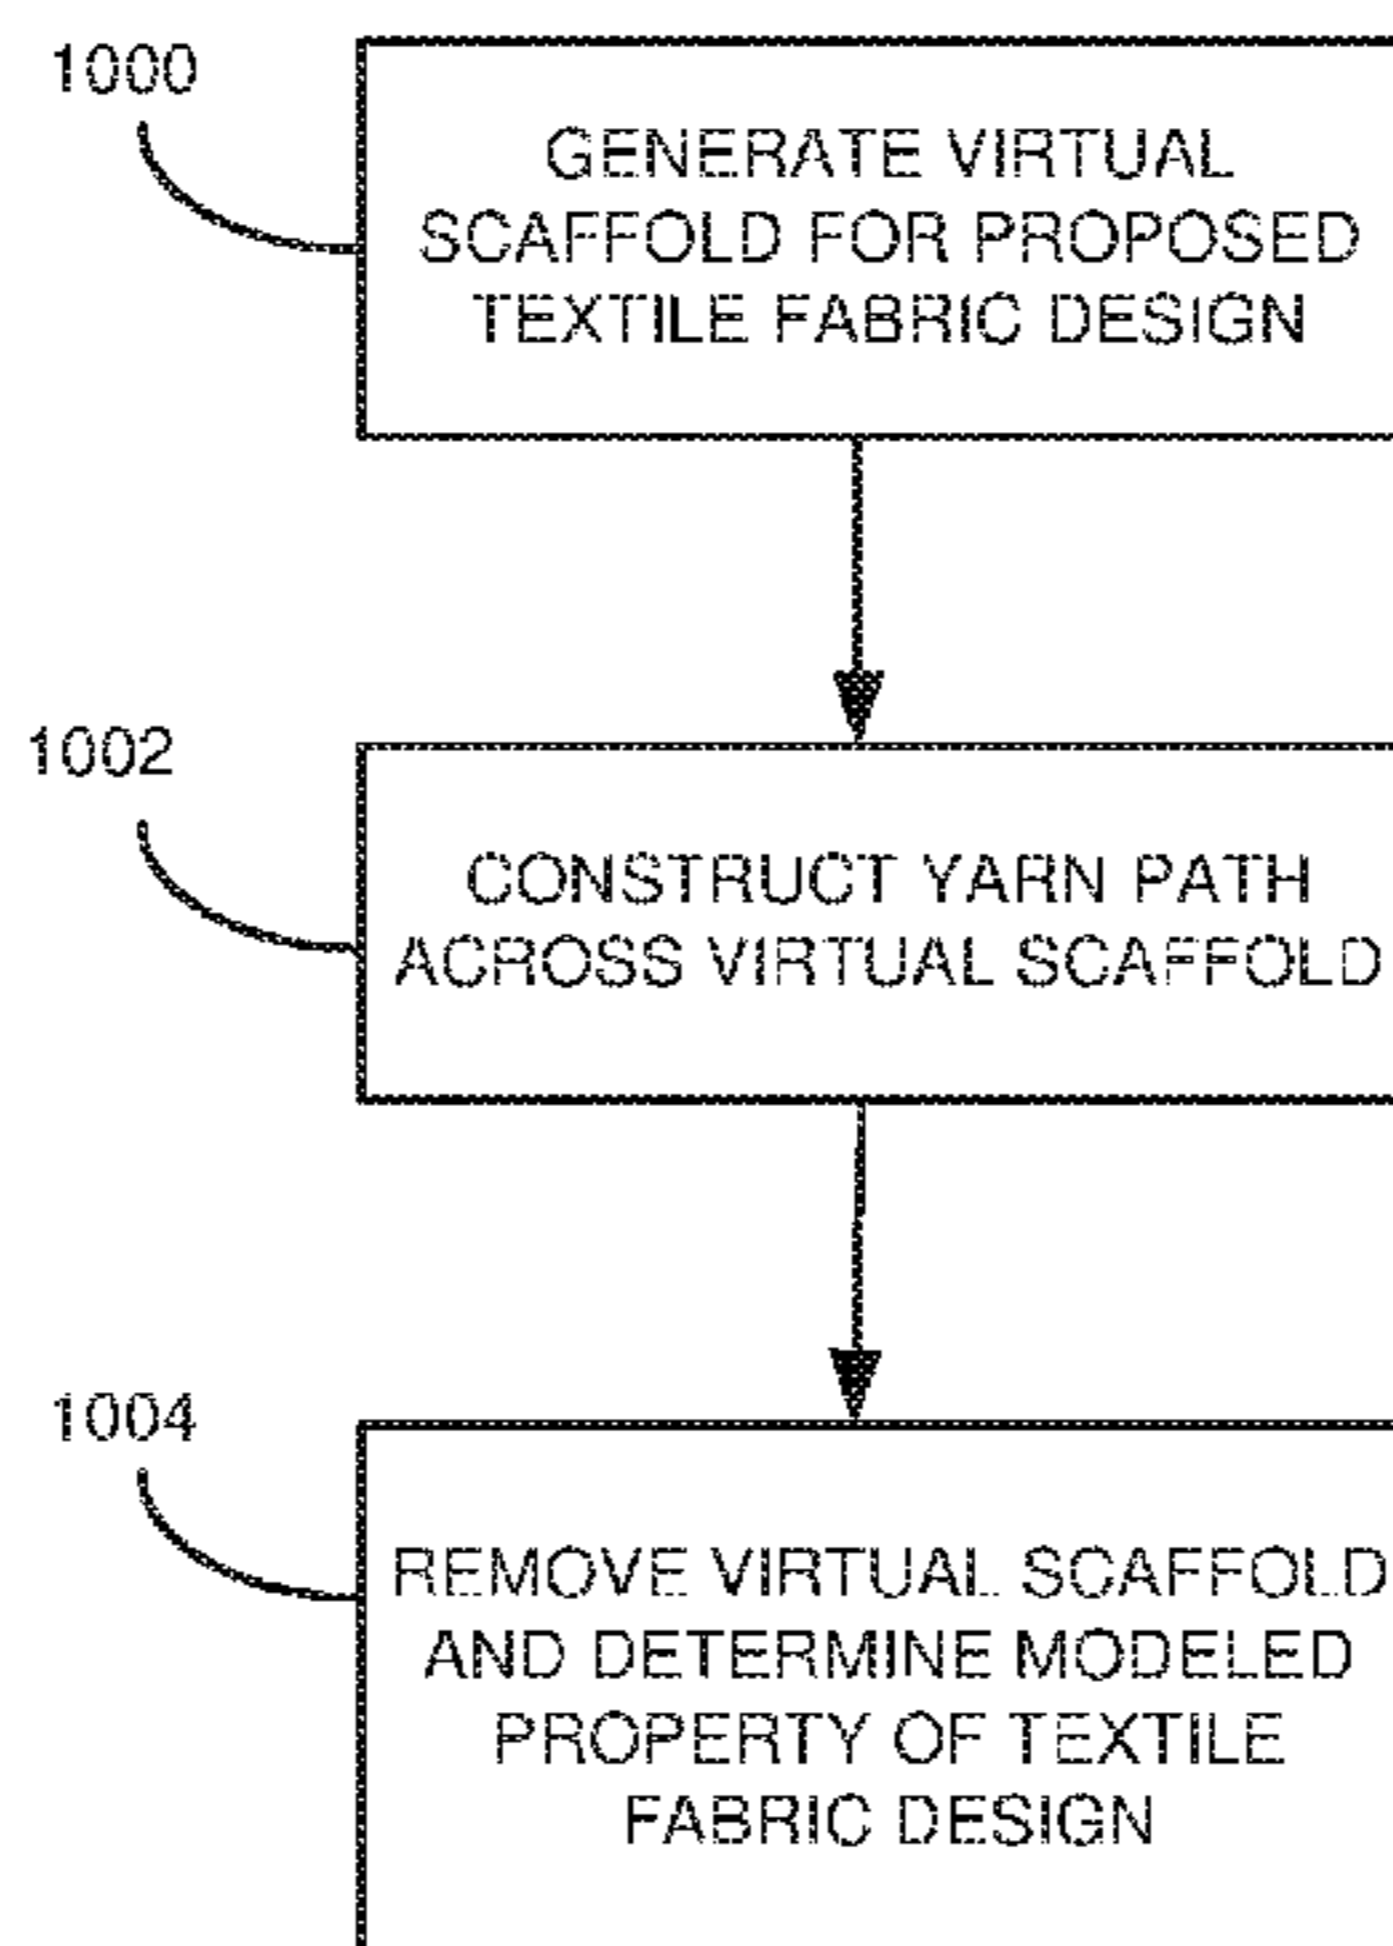 1000
GENERATE VIRTUAL
SCAFFOLD FOR PROPOSED
TEXTILE FABRIC DESIGN
1002
CONSTRUCT YARN PATH
ACROSS VIRTUAL SCAFFOLD
1004
REMOVE VIRTUAL SCAFFOLD
AND DETERMINE MODELED
PROPERTY OF TEXTILE
FABRIC DESIGN